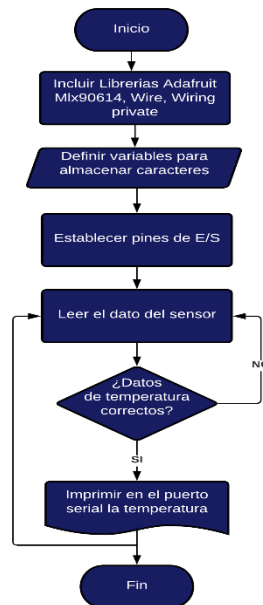 Inicio
Incluir Librerias Adafruit
Mlx90614, Wire, Wiring
private
Definir variables para
almacenar caracteres
Establecer pines de E/S
Leer el dato del sensor
¿Datos
de temperatura
correctos?
NO
SI
Imprimir en el puerto
serial la temperatura
Fin